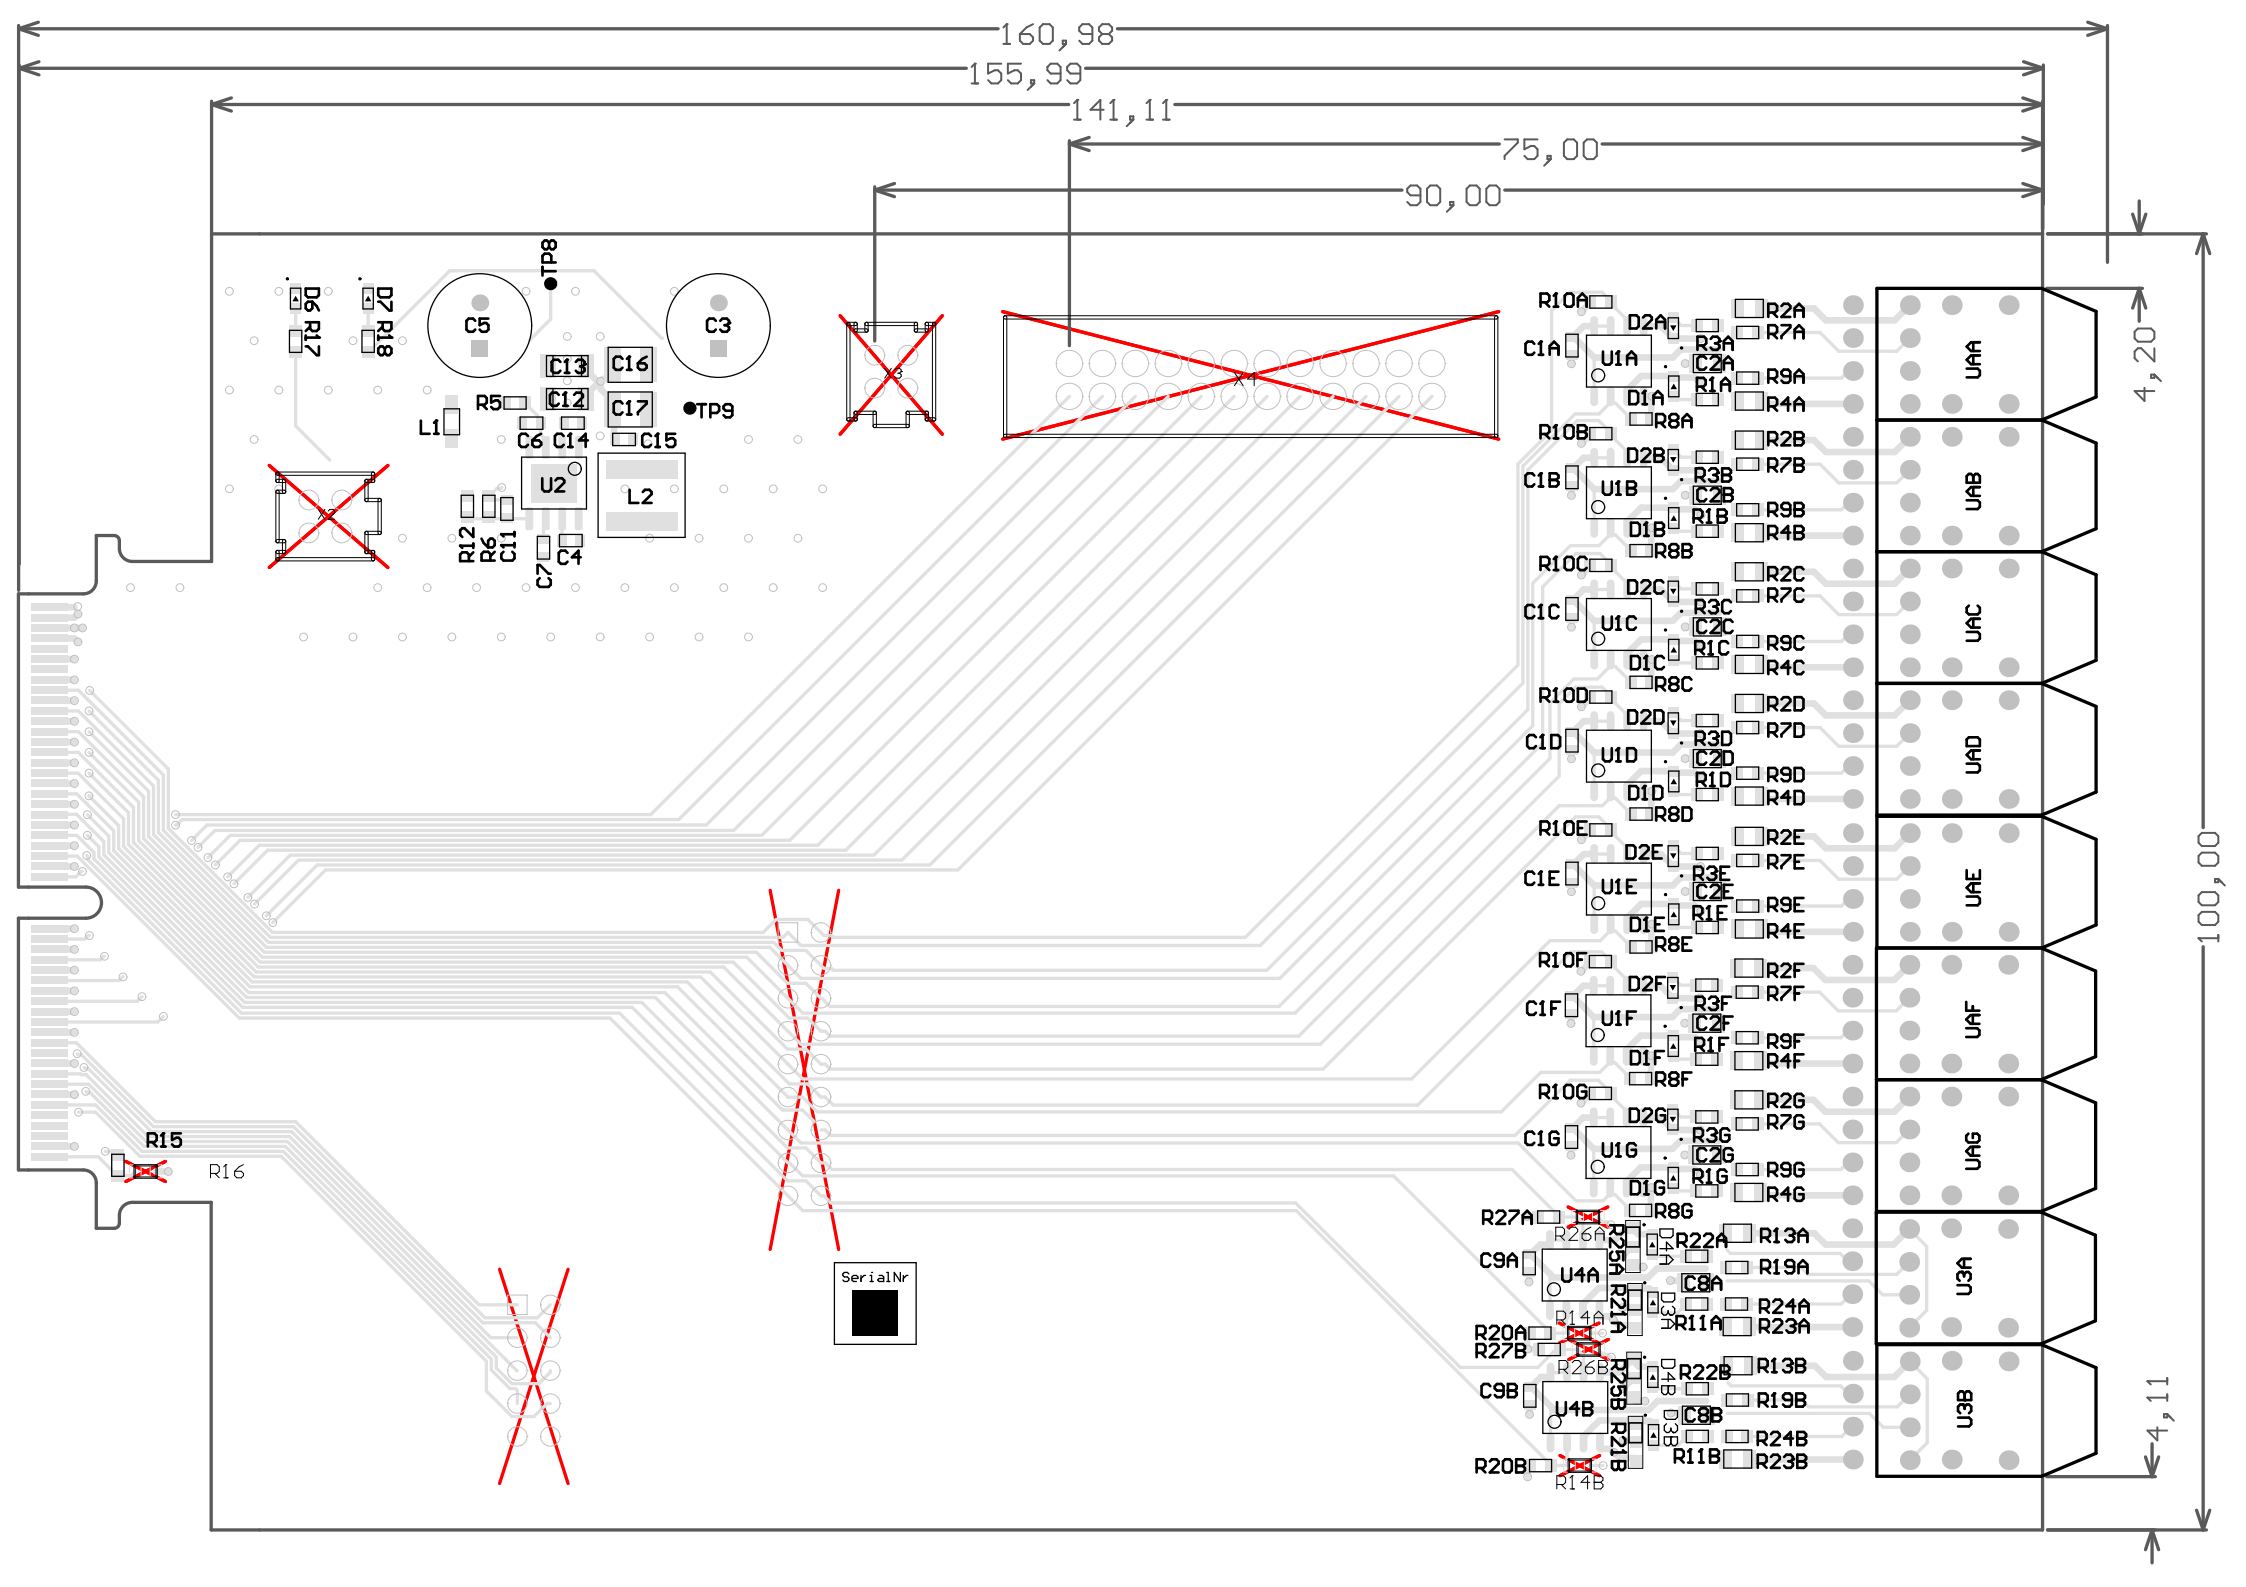 160,98
155,99
141,11
75,00
90,00
4,20
100,00
4,11
TP8
D6 R17
D7 R18
C5
C3
C13
C16
C12
C17
R5
TP9
L1
C6
C14
C15
U2
L2
R12
R6
C11
C7
C4
X2
X3
X4
R10A
D2A
R2A
R7A
C1A
U1A
R3A
C2A
UAA
R9A
R1A
D1A
R4A
R8A
R10B
D2B
R2B
R7B
C1B
U1B
R3B
C2B
UAB
R9B
R1B
D1B
R4B
R8B
R10C
D2C
R2C
R7C
C1C
U1C
R3C
C2C
UAC
R9C
R1C
D1C
R4C
R8C
R10D
D2D
R2D
R7D
C1D
U1D
R3D
C2D
UAD
R9D
R1D
D1D
R4D
R8D
R10E
D2E
R2E
R7E
C1E
U1E
R3E
C2E
UAE
R9E
R1E
D1E
R4E
R8E
R10F
D2F
R2F
R7F
C1F
U1F
R3F
C2F
UAF
R9F
R1F
D1F
R4F
R8F
R10G
D2G
R2G
R7G
C1G
U1G
R3G
C2G
UAG
R9G
R1G
D1G
R4G
R8G
R15
R16
SerialNr
R27A
R26A
R25A
D4A
R22A
R13A
C9A
U4A
R19A
C8A
U3A
R21A
D3A
R24A
R14A
R11A
R23A
R20A
R27B
R26B
R25B
D4B
R22B
R13B
C9B
U4B
R19B
C8B
U3B
R21B
D3B
R24B
R11B
R23B
R20B
R14B